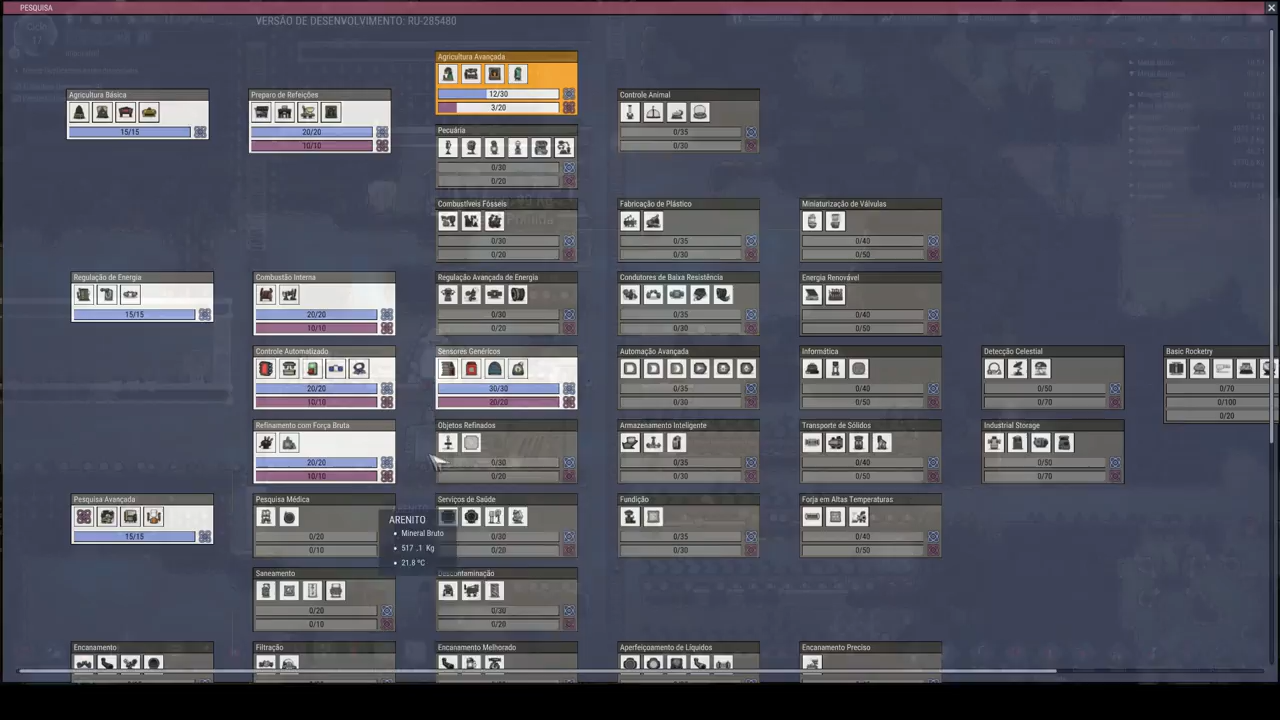 PESQUISA
VERSÃO DE DESENVOLVIMENTO: RU-285480
Agricultura Avançada
12/30
3/20
Agricultura Básica
15/15
Preparo de Refeições
20/20
10/10
Controle Animal
0/35
0/30
Pecuária
0/30
0/20
Combustíveis Fósseis
0/30
0/20
Fabricação de Plástico
0/35
0/30
Miniaturização de Válvulas
0/40
0/50
Regulação de Energia
15/15
Combustão Interna
20/20
10/10
Regulação Avançada de Energia
0/30
0/20
Condutores de Baixa Resistência
0/35
0/30
Energia Renovável
0/40
0/50
Controle Automatizado
20/20
10/10
Sensores Genéricos
30/30
20/20
Automação Avançada
0/35
0/30
Informática
0/40
0/50
Detecção Celestial
0/50
0/70
Basic Rocketry
0/70
0/100
0/20
Refinamento com Força Bruta
20/20
10/10
Objetos Refinados
0/30
0/20
Armazenamento Inteligente
0/35
0/30
Transporte de Sólidos
0/40
0/50
Industrial Storage
0/50
0/70
Pesquisa Avançada
15/15
Pesquisa Médica
0/20
0/10
Serviços de Saúde
0/30
0/20
Fundição
0/35
0/30
Forja em Altas Temperaturas
0/40
0/50
ARENITO
Mineral Bruto
517 .1 Kg
21.8 ºC
Saneamento
0/20
0/10
Descontaminação
0/30
0/20
Encanamento
Filtração
Encanamento Melhorado
Aperfeiçoamento de Líquidos
Encanamento Preciso